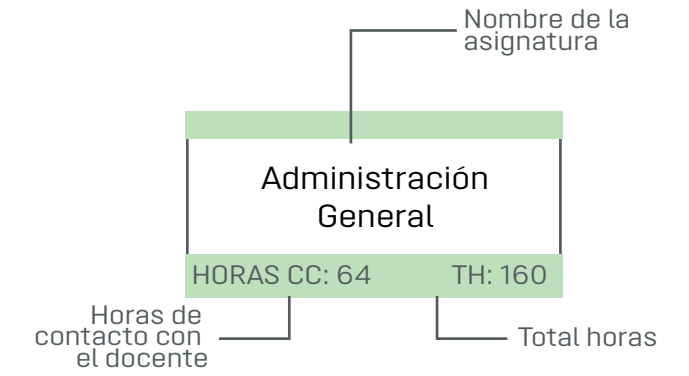 Nombre de la
asignatura
Administración
General
HORAS CC: 64 TH: 160
Horas de
contacto con
el docente
Total horas